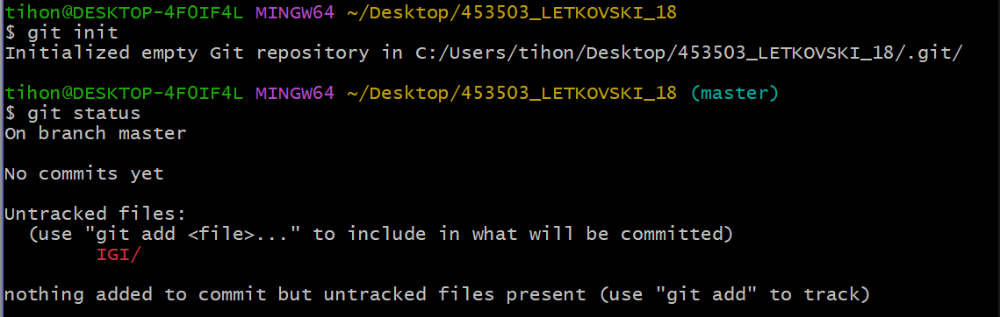 tihon@DESKTOP-4F0IF4L MINGW64 ~/Desktop/453503_LETKOVSKI_18
$ git init
Initialized empty Git repository in C:/Users/tihon/Desktop/453503_LETKOVSKI_18/.git/
tihon@DESKTOP-4F0IF4L MINGW64 ~/Desktop/453503_LETKOVSKI_18 (master)
$ git status
On branch master
No commits yet
Untracked files:
(use "git add <file>..." to include in what will be committed)
IGI/
nothing added to commit but untracked files present (use "git add" to track)